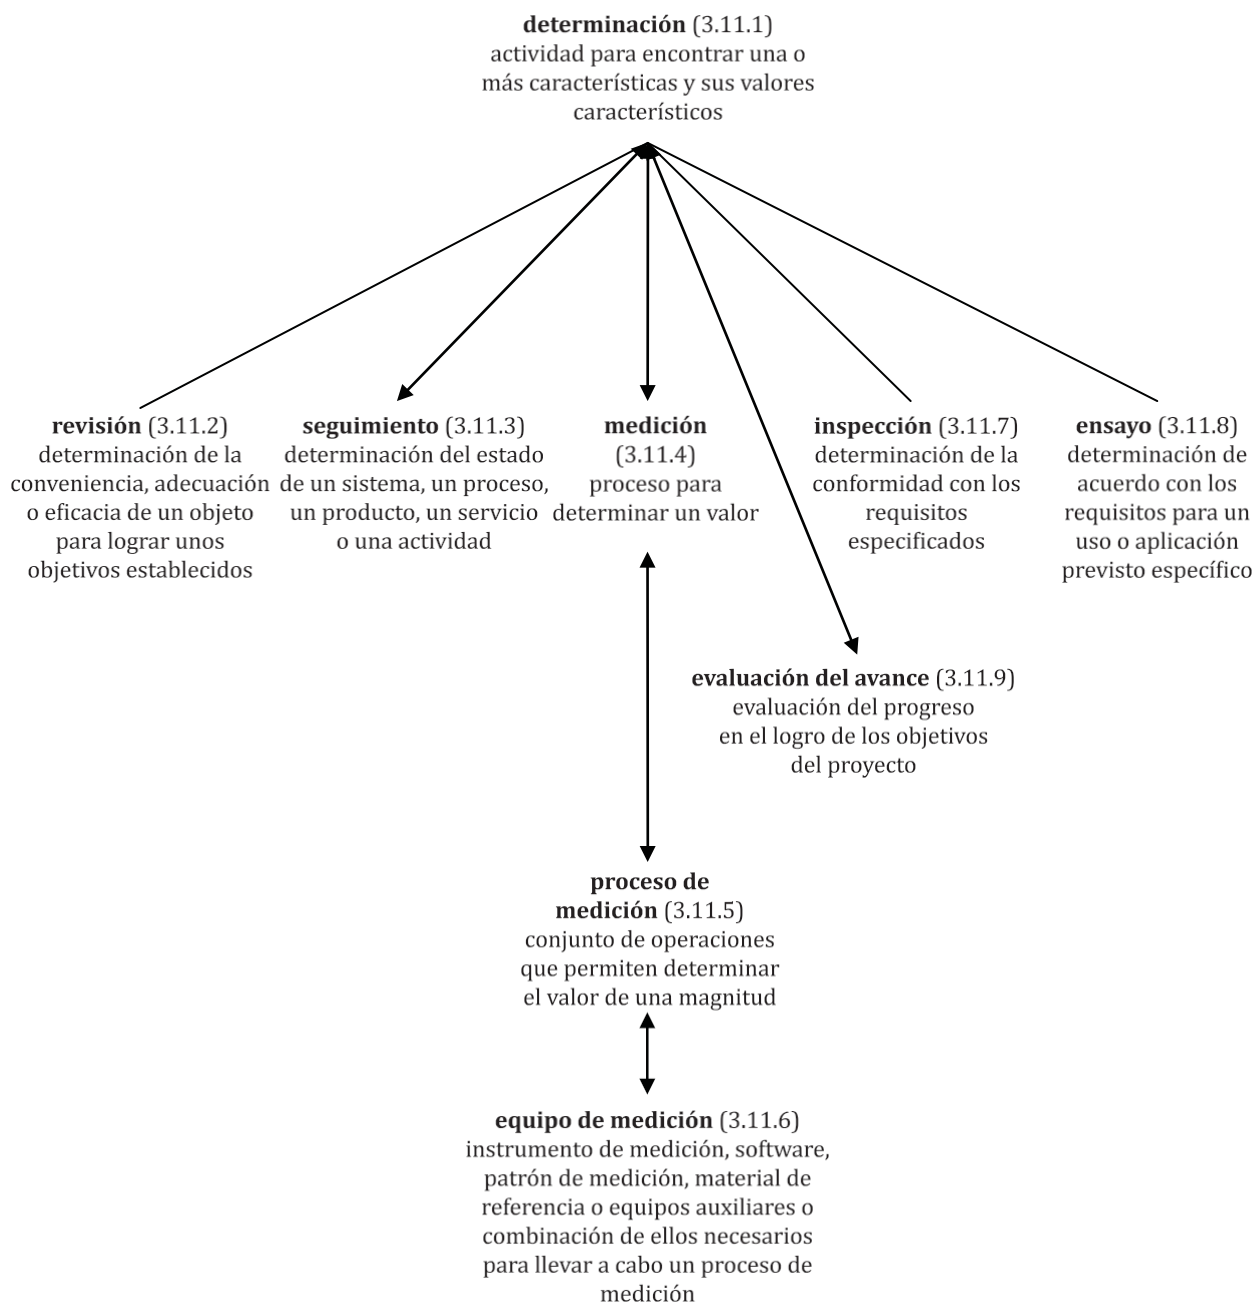 determinación (3.11.1)
actividad para encontrar una o
más características y sus valores
característicos
revisión (3.11.2)
determinación de la
conveniencia, adecuación
o eficacia de un objeto
para lograr unos
objetivos establecidos
seguimiento (3.11.3)
determinación del estado
de un sistema, un proceso,
un producto, un servicio
o una actividad
medición
(3.11.4)
proceso para
determinar un valor
inspección (3.11.7)
determinación de la
conformidad con los
requisitos
especificados
ensayo (3.11.8)
determinación de
acuerdo con los
requisitos para un
uso o aplicación
previsto específico
evaluación del avance (3.11.9)
evaluación del progreso
en el logro de los objetivos
del proyecto
proceso de
medición (3.11.5)
conjunto de operaciones
que permiten determinar
el valor de una magnitud
equipo de medición (3.11.6)
instrumento de medición, software,
patrón de medición, material de
referencia o equipos auxiliares o
combinación de ellos necesarios
para llevar a cabo un proceso de
medición